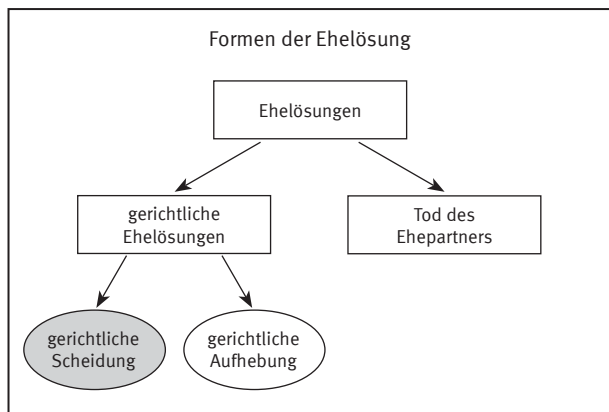 Formen der Ehelösung
Ehelösungen
gerichtliche
Ehelösungen
Tod des
Ehepartners
gerichtliche
Scheidung
gerichtliche
Aufhebung